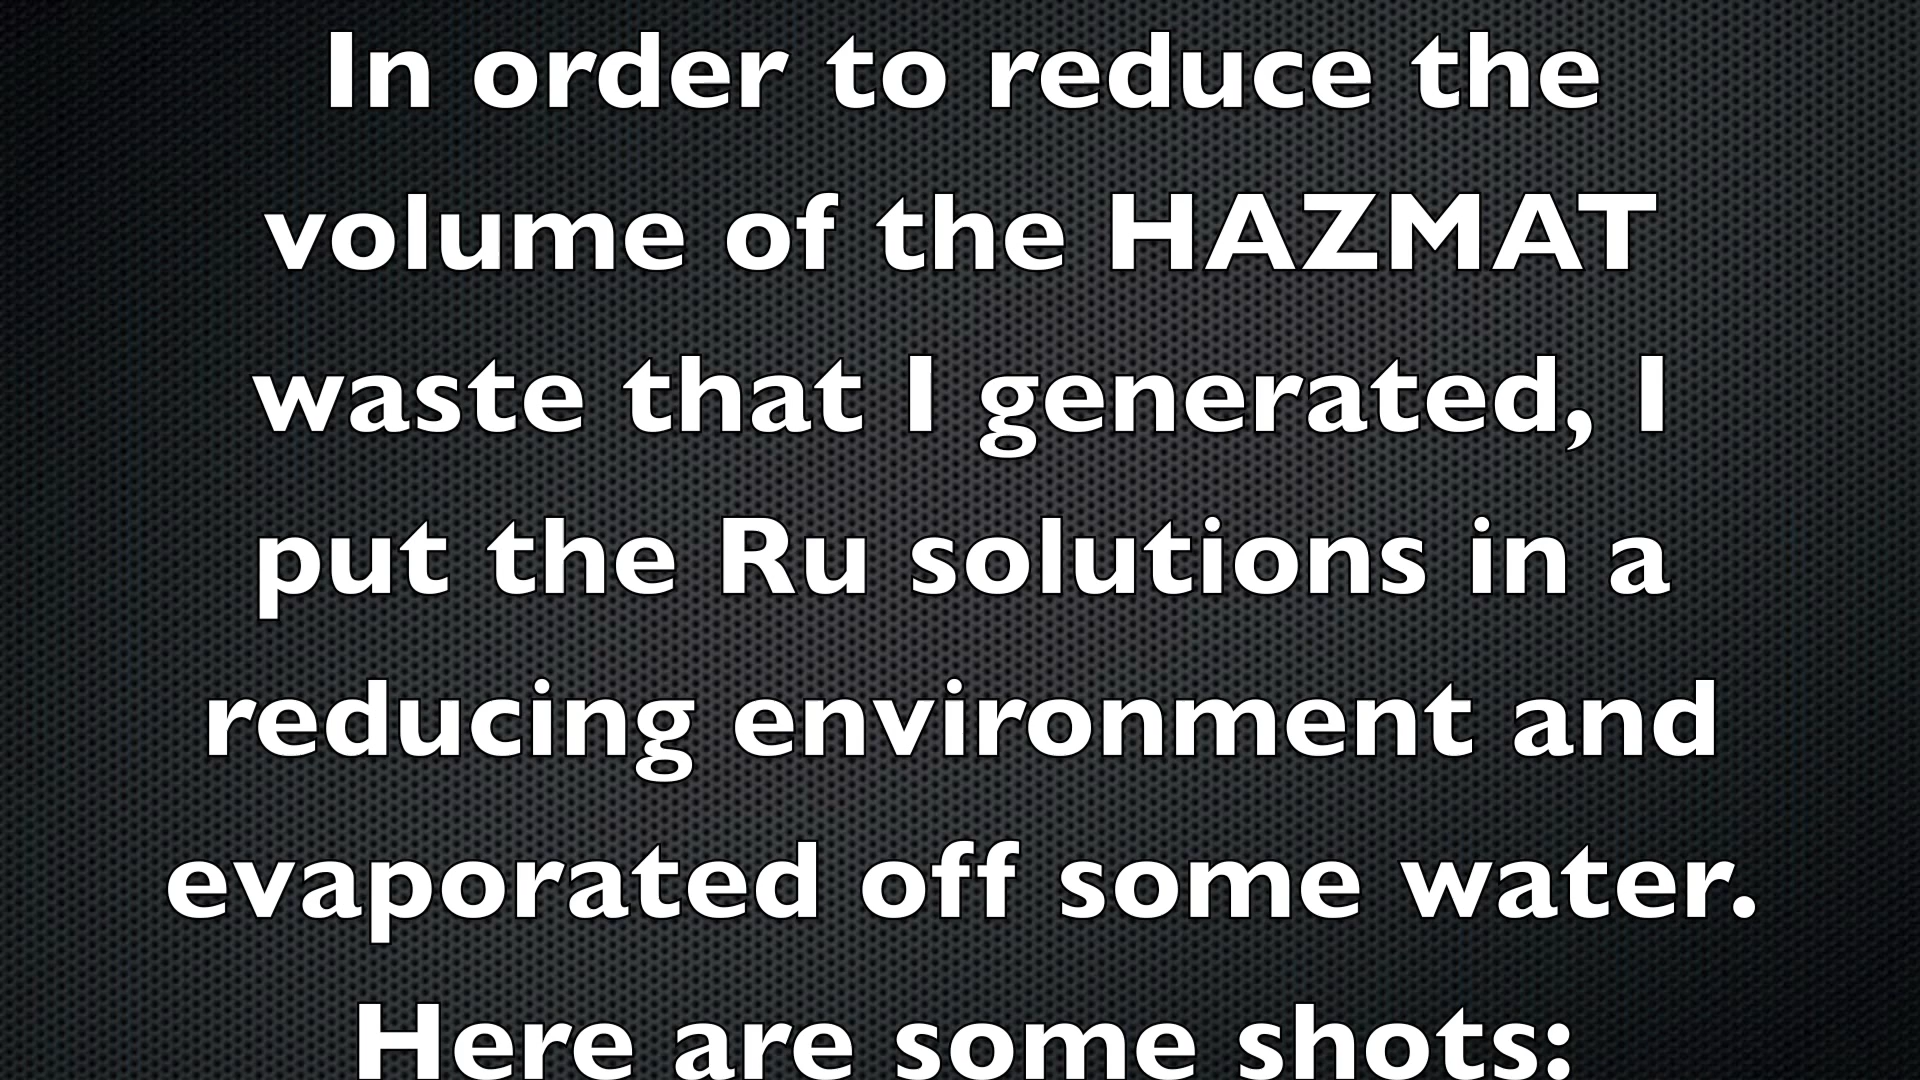 In order to reduce the
volume of the HAZMAT
waste that I generated, I
put the Ru solutions in a
reducing environment and
evaporated off some water.
Here are some shots: